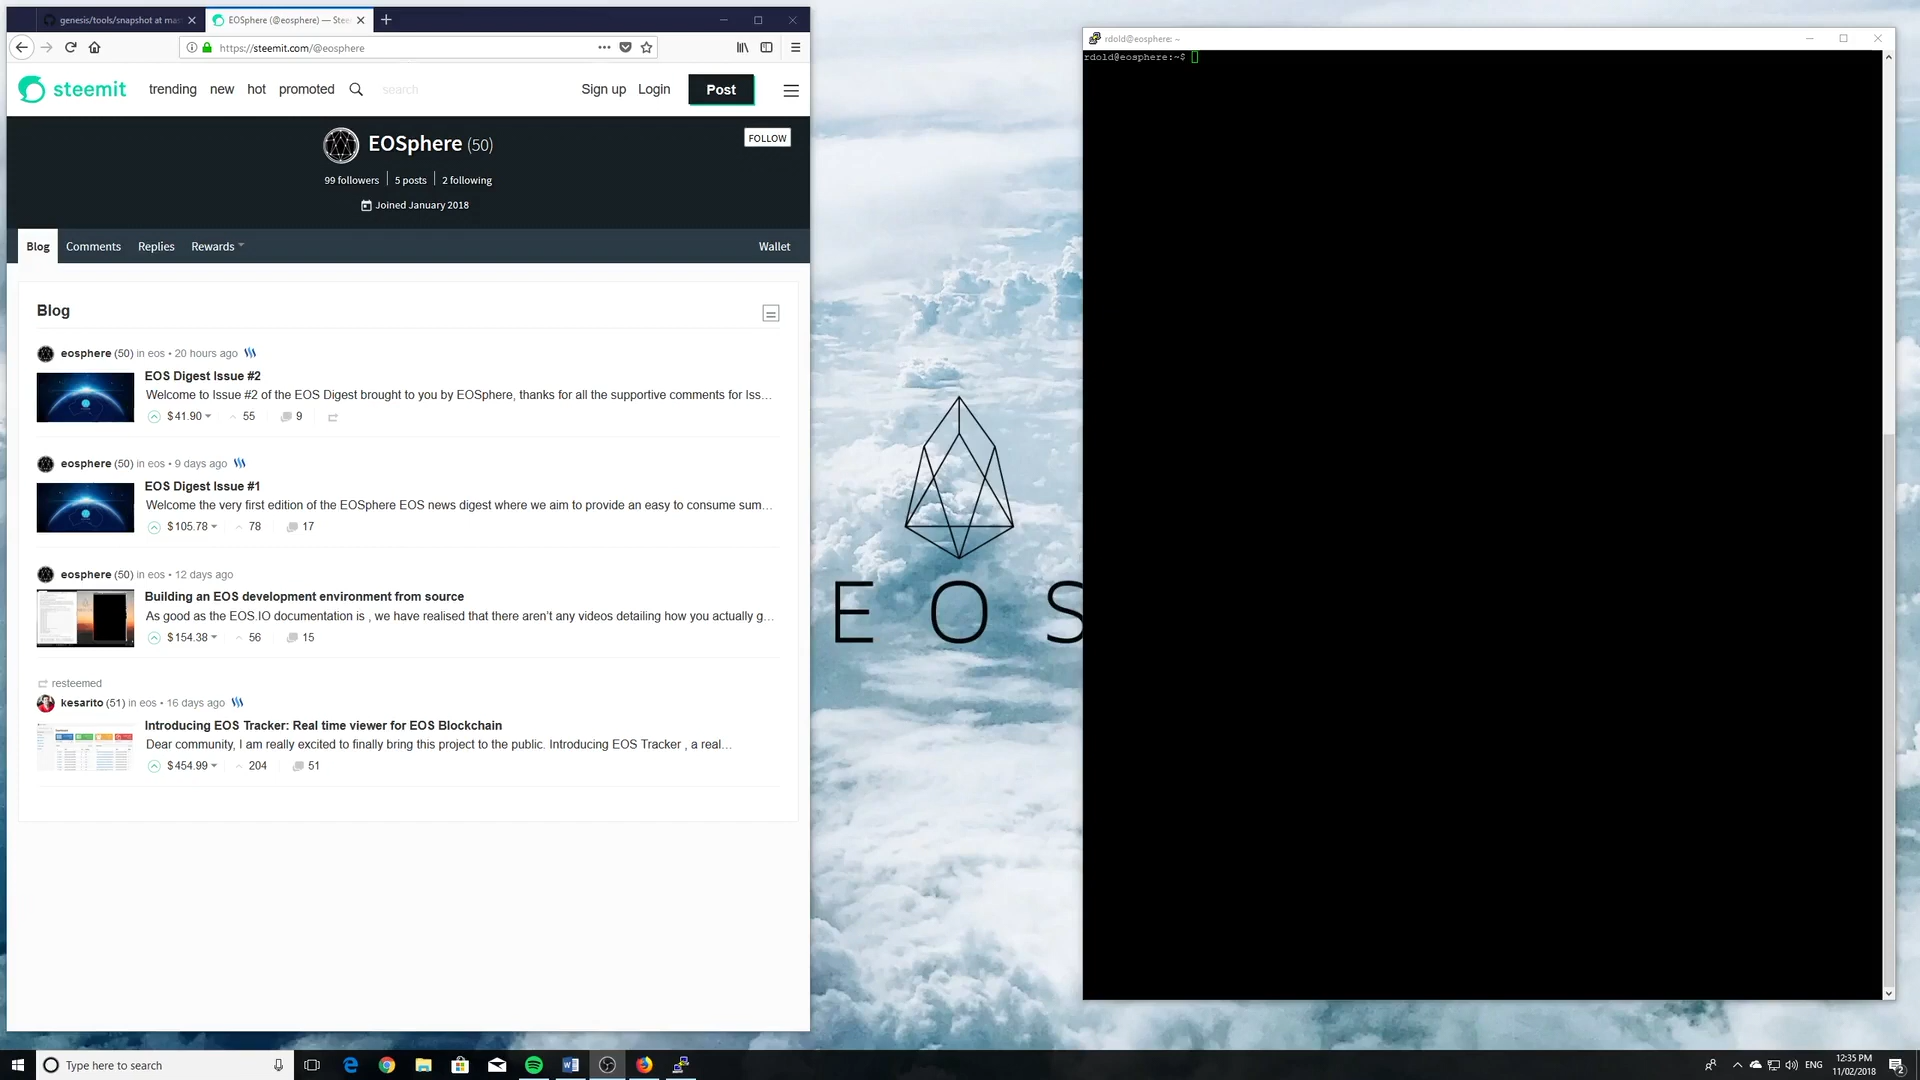 genesis/tools/snapshot at mas
EOSphere (@eosphere) — Stee
https://steemit.com/@eosphere
steemit
trending
new
hot
promoted
search
Sign up
Login
Post
EOSphere (50)
FOLLOW
99 followers
5 posts
2 following
Joined January 2018
Blog
Comments
Replies
Rewards
Wallet
Blog
eosphere (50) in eos • 20 hours ago
EOS Digest Issue #2
Welcome to Issue #2 of the EOS Digest brought to you by EOSphere, thanks for all the supportive comments for Iss...
$41.90
55
9
eosphere (50) in eos • 9 days ago
EOS Digest Issue #1
Welcome the very first edition of the EOSphere EOS news digest where we aim to provide an easy to consume sum...
$105.78
78
17
eosphere (50) in eos • 12 days ago
Building an EOS development environment from source
As good as the EOS.IO documentation is , we have realised that there aren’t any videos detailing how you actually g...
$154.38
56
15
resteemed
kesarito (51) in eos • 16 days ago
Introducing EOS Tracker: Real time viewer for EOS Blockchain
Dear community, I am really excited to finally bring this project to the public. Introducing EOS Tracker , a real...
$454.99
204
51
EOS
rdold@eosphere: ~
rdold@eosphere:~$
Type here to search
ENG
12:35 PM
11/02/2018
2